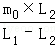 m₀ × L₂
L₁ − L₂